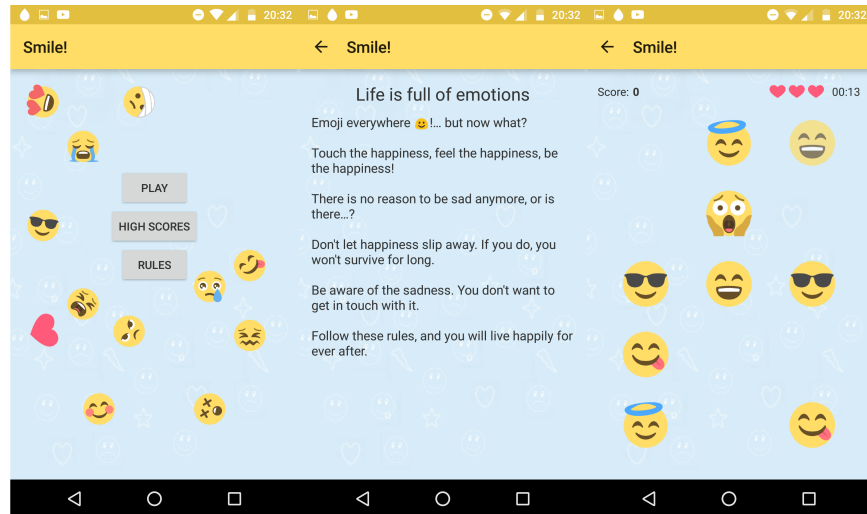 20:32
Smile!
PLAY
HIGH SCORES
RULES
20:32
Smile!
Life is full of emotions
Emoji everywhere 😊!... but now what?
Touch the happiness, feel the happiness, be
the happiness!
There is no reason to be sad anymore, or is
there...?
Don't let happiness slip away. If you do, you
won't survive for long.
Be aware of the sadness. You don't want to
get in touch with it.
Follow these rules, and you will live happily for
ever after.
20:32
Smile!
Score: 0
00:13